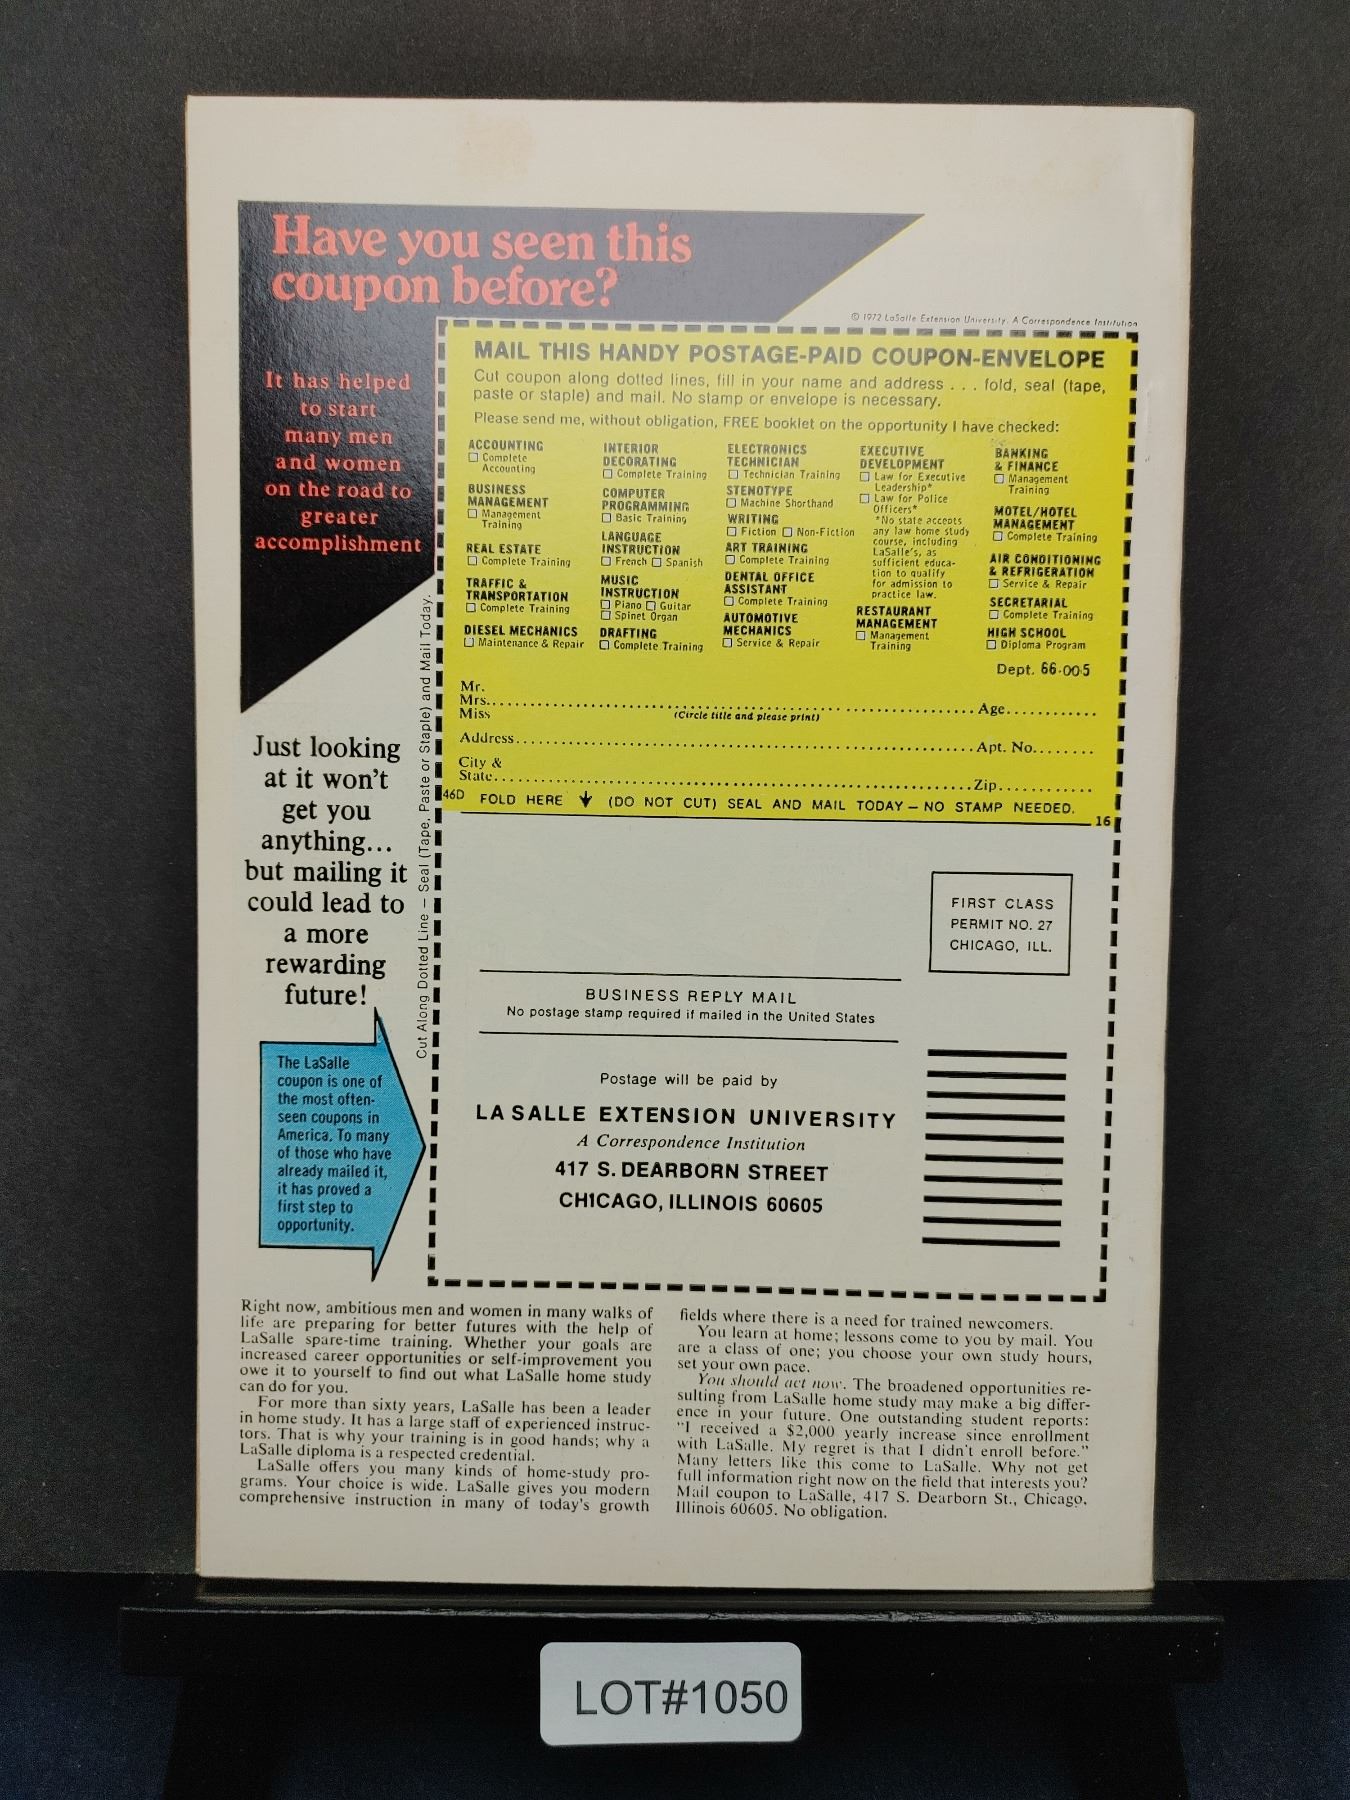 Have you seen this
coupon before?
It has helped
to start
many men
and women
on the road to
greater
accomplishment
© 1972 LaSalle Extension University. A Correspondence Institution
MAIL THIS HANDY POSTAGE-PAID COUPON-ENVELOPE
Cut coupon along dotted lines, fill in your name and address . . . fold, seal (tape,
paste or staple) and mail. No stamp or envelope is necessary.
Please send me, without obligation, FREE booklet on the opportunity I have checked:
ACCOUNTING
☐ Complete
Accounting
BUSINESS
MANAGEMENT
☐ Management
Training
REAL ESTATE
☐ Complete Training
TRAFFIC &
TRANSPORTATION
☐ Complete Training
DIESEL MECHANICS
☐ Maintenance & Repair
INTERIOR
DECORATING
☐ Complete Training
COMPUTER
PROGRAMMING
☐ Basic Training
LANGUAGE
INSTRUCTION
☐ French ☐ Spanish
MUSIC
INSTRUCTION
☐ Piano ☐ Guitar
☐ Spinet Organ
DRAFTING
☐ Complete Training
ELECTRONICS
TECHNICIAN
☐ Technician Training
STENOTYPE
☐ Machine Shorthand
WRITING
☐ Fiction ☐ Non-Fiction
ART TRAINING
☐ Complete Training
DENTAL OFFICE
ASSISTANT
☐ Complete Training
AUTOMOTIVE
MECHANICS
☐ Service & Repair
EXECUTIVE
DEVELOPMENT
☐ Law for Executive
Leadership*
☐ Law for Police
Officers*
*No state accepts
any law home study
course, including
LaSalle's, as
sufficient educa-
tion to qualify
for admission to
practice law.
RESTAURANT
MANAGEMENT
☐ Management
Training
BANKING
& FINANCE
☐ Management
Training
MOTEL/HOTEL
MANAGEMENT
☐ Complete Training
AIR CONDITIONING
& REFRIGERATION
☐ Service & Repair
SECRETARIAL
☐ Complete Training
HIGH SCHOOL
☐ Diploma Program
Dept. 66-005
Mr.
Mrs. Age
Miss (Circle title and please print)
Address Apt. No.
City &
State Zip
46D FOLD HERE ↓ (DO NOT CUT) SEAL AND MAIL TODAY – NO STAMP NEEDED.
16
Cut Along Dotted Line – Seal (Tape, Paste or Staple) and Mail Today.
Just looking
at it won't
get you
anything...
but mailing it
could lead to
a more
rewarding
future!
The LaSalle
coupon is one of
the most often-
seen coupons in
America. To many
of those who have
already mailed it,
it has proved a
first step to
opportunity.
FIRST CLASS
PERMIT NO. 27
CHICAGO, ILL.
BUSINESS REPLY MAIL
No postage stamp required if mailed in the United States
Postage will be paid by
LA SALLE EXTENSION UNIVERSITY
A Correspondence Institution
417 S. DEARBORN STREET
CHICAGO, ILLINOIS 60605
Right now, ambitious men and women in many walks of
life are preparing for better futures with the help of
LaSalle spare-time training. Whether your goals are
increased career opportunities or self-improvement you
owe it to yourself to find out what LaSalle home study
can do for you.
For more than sixty years, LaSalle has been a leader
in home study. It has a large staff of experienced instruc-
tors. That is why your training is in good hands; why a
LaSalle diploma is a respected credential.
LaSalle offers you many kinds of home-study pro-
grams. Your choice is wide. LaSalle gives you modern
comprehensive instruction in many of today's growth
fields where there is a need for trained newcomers.
You learn at home; lessons come to you by mail. You
are a class of one; you choose your own study hours,
set your own pace.
You should act now. The broadened opportunities re-
sulting from LaSalle home study may make a big differ-
ence in your future. One outstanding student reports:
"I received a $2,000 yearly increase since enrollment
with LaSalle. My regret is that I didn't enroll before."
Many letters like this come to LaSalle. Why not get
full information right now on the field that interests you?
Mail coupon to LaSalle, 417 S. Dearborn St., Chicago,
Illinois 60605. No obligation.
LOT#1050